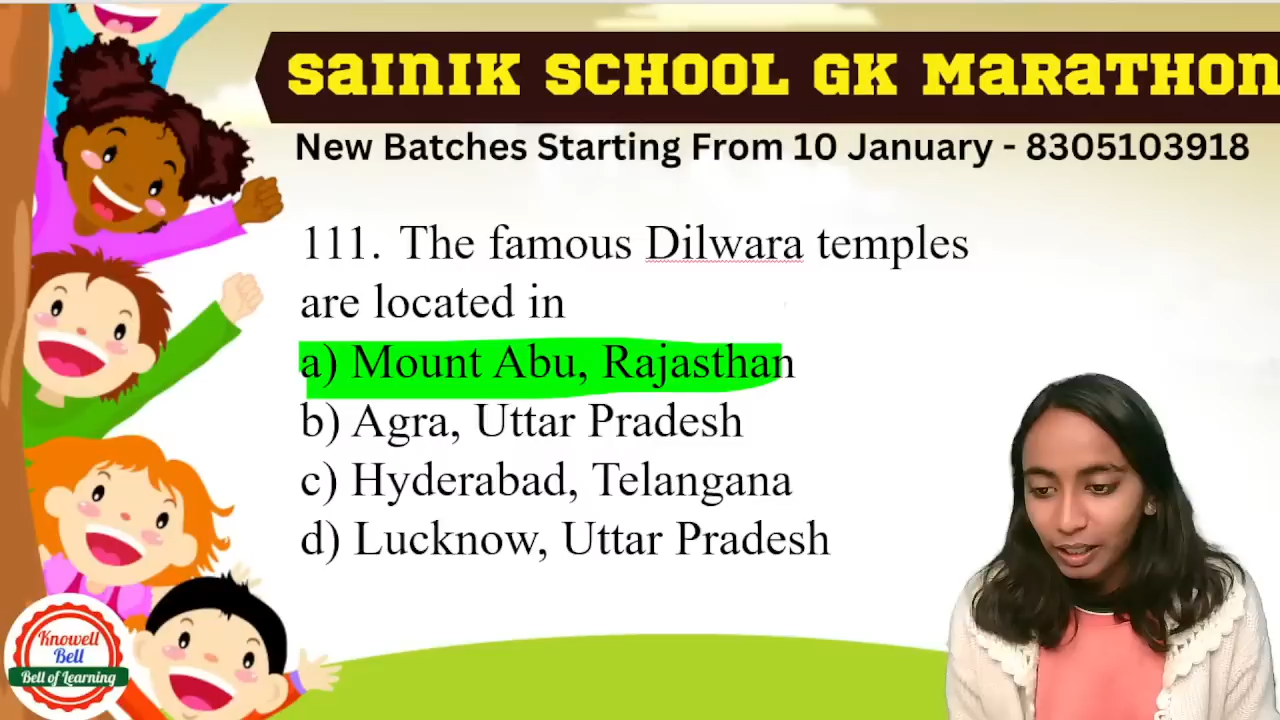 SAINIK SCHOOL GK MARATHON
New Batches Starting From 10 January - 8305103918
111. The famous Dilwara temples
are located in
a) Mount Abu, Rajasthan
b) Agra, Uttar Pradesh
c) Hyderabad, Telangana
d) Lucknow, Uttar Pradesh
Knowell
Bell
Bell of Learning